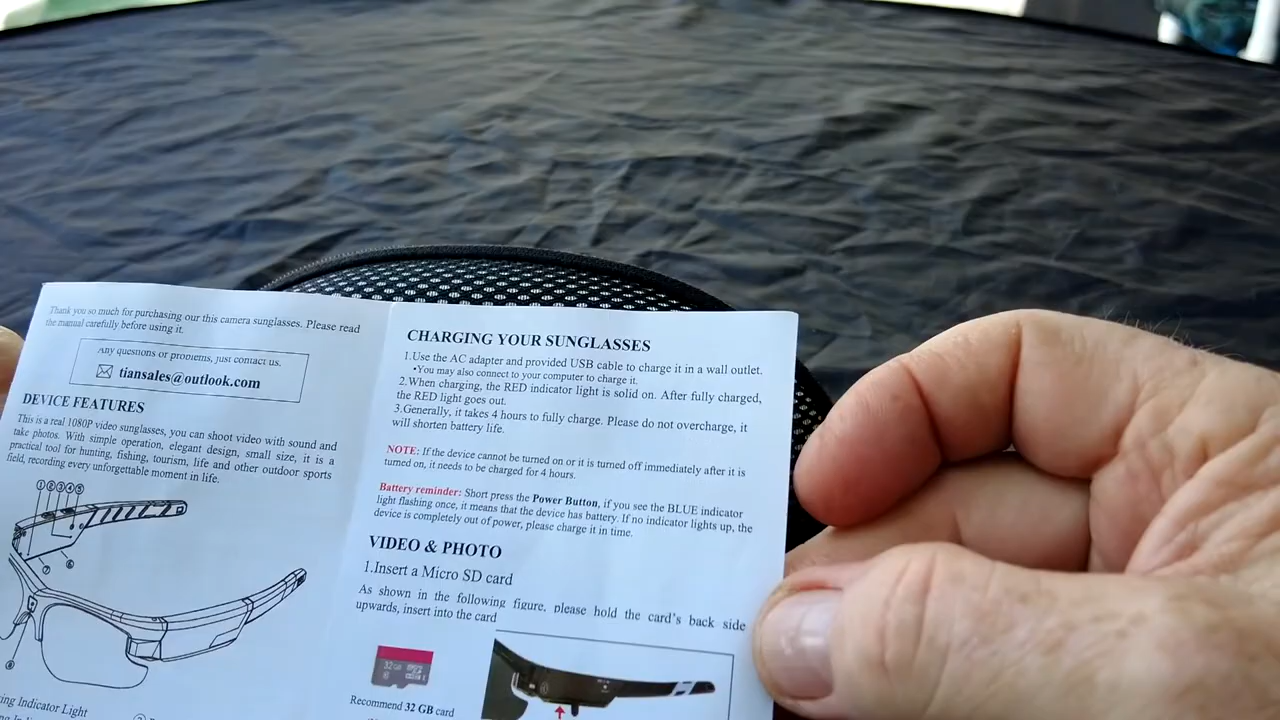 Thank you so much for purchasing our this camera sunglasses. Please read
the manual carefully before using it.
Any questions or problems, just contact us.
tiansales@outlook.com
DEVICE FEATURES
This is a real 1080P video sunglasses, you can shoot video with sound and
take photos. With simple operation, elegant design, small size, it is a
practical tool for hunting, fishing, tourism, life and other outdoor sports
field, recording every unforgettable moment in life.
① ② ③ ④ ⑤
⑦ ⑥
⑧
ing Indicator Light
CHARGING YOUR SUNGLASSES
1.Use the AC adapter and provided USB cable to charge it in a wall outlet.
•You may also connect to your computer to charge it.
2.When charging, the RED indicator light is solid on. After fully charged,
the RED light goes out.
3.Generally, it takes 4 hours to fully charge. Please do not overcharge, it
will shorten battery life.
NOTE: If the device cannot be turned on or it is turned off immediately after it is
turned on, it needs to be charged for 4 hours.
Battery reminder: Short press the Power Button, if you see the BLUE indicator
light flashing once, it means that the device has battery. If no indicator lights up, the
device is completely out of power, please charge it in time.
VIDEO & PHOTO
1.Insert a Micro SD card
As shown in the following figure, please hold the card's back side
upwards, insert into the card
32GB
Recommend 32 GB card